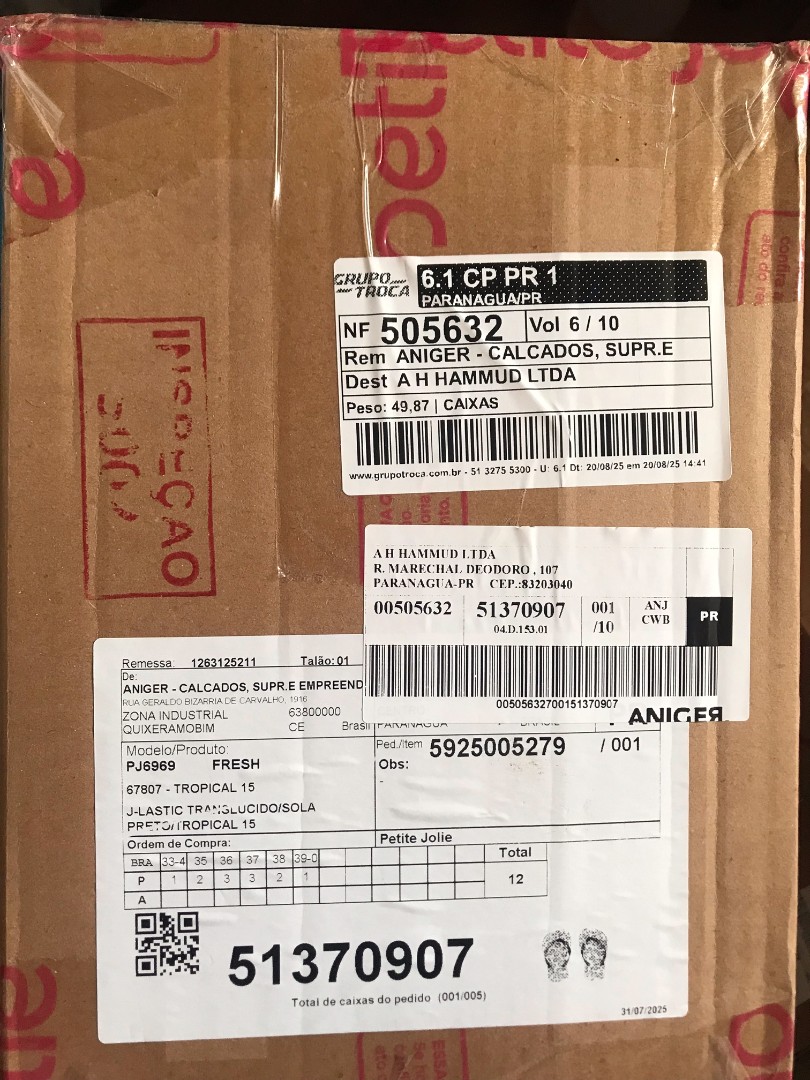 petite jo
a
petite
GRUPO
TROCA
6.1 CP PR 1
PARANAGUA/PR
NF 505632 Vol 6 / 10
Rem ANIGER - CALCADOS, SUPR.E
Dest A H HAMMUD LTDA
Peso: 49,87 | CAIXAS
www.grupotroca.com.br - 51 3275 5300 - U: 6.1 Dt: 20/08/25 em 20/08/25 14:41
INSPEÇAO
A H HAMMUD LTDA
R. MARECHAL DEODORO , 107
PARANAGUA-PR CEP.:83203040
00505632 51370907 001 /10 ANJ CWB PR
04.D.153.01
00505632700151370907
ANIGER
Remessa: 1263125211 Talão: 01
De:
ANIGER - CALCADOS, SUPR.E EMPREEND
RUA GERALDO BIZARRIA DE CARVALHO, 1916
ZONA INDUSTRIAL 63800000
QUIXERAMOBIM CE Brasil PARANAGUA - BRASIL
Modelo/Produto:
PJ6969 FRESH
67807 - TROPICAL 15
J-LASTIC TRANSLUCIDO/SOLA
PRETO/TROPICAL 15
Ped./Item 5925005279 / 001
Obs:
-
Ordem de Compra: Petite Jolie
BRA 33-4 35 36 37 38 39-0 Total
P 1 2 3 3 2 1 12
A
51370907
Total de caixas do pedido (001/005)
31/07/2025
an